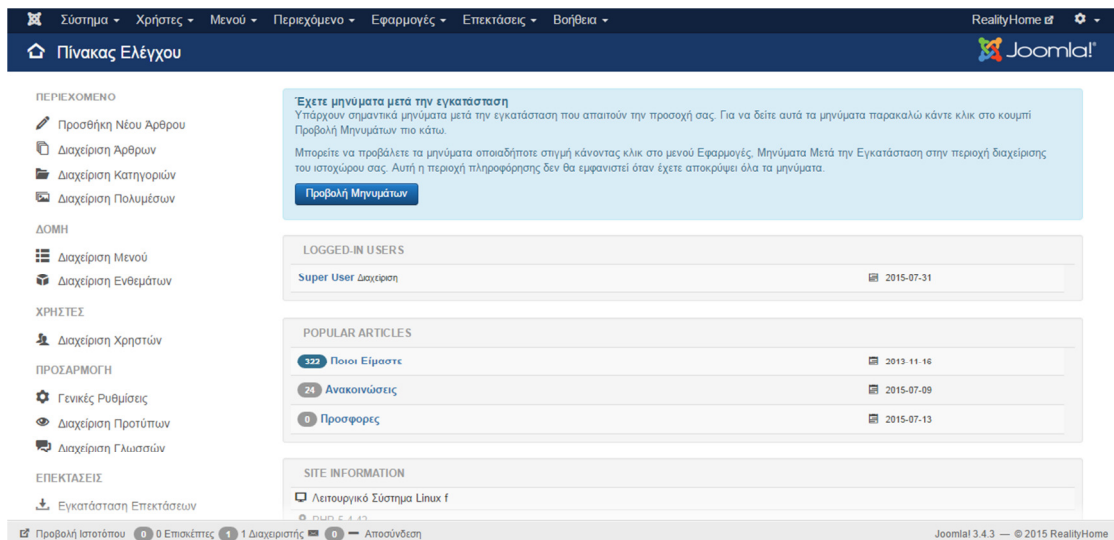 Σύστημα Χρήστες Μενού Περιεχόμενο Εφαρμογές Επεκτάσεις Βοήθεια RealityHome
Πίνακας Ελέγχου Joomla!
ΠΕΡΙΕΧΟΜΕΝΟ
Προσθήκη Νέου Άρθρου
Διαχείριση Άρθρων
Διαχείριση Κατηγοριών
Διαχείριση Πολυμέσων
ΔΟΜΗ
Διαχείριση Μενού
Διαχείριση Ενθεμάτων
ΧΡΗΣΤΕΣ
Διαχείριση Χρηστών
ΠΡΟΣΑΡΜΟΓΗ
Γενικές Ρυθμίσεις
Διαχείριση Προτύπων
Διαχείριση Γλωσσών
ΕΠΕΚΤΑΣΕΙΣ
Εγκατάσταση Επεκτάσεων
Έχετε μηνύματα μετά την εγκατάσταση
Υπάρχουν σημαντικά μηνύματα μετά την εγκατάσταση που απαιτούν την προσοχή σας. Για να δείτε αυτά τα μηνύματα παρακαλώ κάντε κλικ στο κουμπί
Προβολή Μηνυμάτων πιο κάτω.
Μπορείτε να προβάλετε τα μηνύματα οποιαδήποτε στιγμή κάνοντας κλικ στο μενού Εφαρμογές, Μηνύματα Μετά την Εγκατάσταση στην περιοχή διαχείρισης
του ιστοχώρου σας. Αυτή η περιοχή πληροφόρησης δεν θα εμφανιστεί όταν έχετε αποκρύψει όλα τα μηνύματα.
Προβολή Μηνυμάτων
LOGGED-IN USERS
Super User Διαχείριση 2015-07-31
POPULAR ARTICLES
322 Ποιοι Είμαστε 2013-11-16
24 Ανακοινώσεις 2015-07-09
0 Προσφορες 2015-07-13
SITE INFORMATION
Λειτουργικό Σύστημα Linux f
PHP 5.4.42
Προβολή Ιστοτόπου 0 0 Επισκέπτες 1 1 Διαχειριστής 0 Αποσύνδεση Joomla! 3.4.3 — © 2015 RealityHome